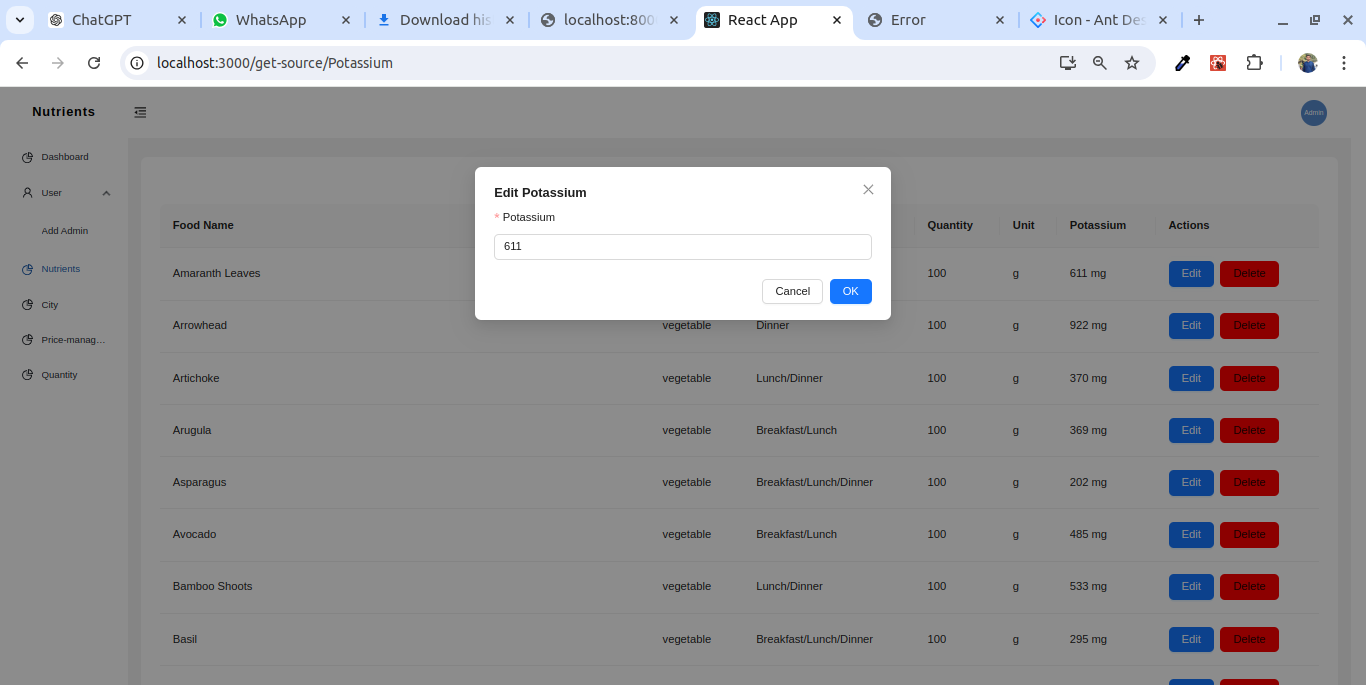 ChatGPT
WhatsApp
Download his
localhost:800
React App
Error
Icon - Ant Des
localhost:3000/get-source/Potassium
Nutrients
Admin
Dashboard
User
Add Admin
Nutrients
City
Price-manag...
Quantity
Edit Potassium
* Potassium
611
Cancel
OK
Food Name Quantity Unit Potassium Actions
Amaranth Leaves 100 g 611 mg Edit Delete
Arrowhead vegetable Dinner 100 g 922 mg Edit Delete
Artichoke vegetable Lunch/Dinner 100 g 370 mg Edit Delete
Arugula vegetable Breakfast/Lunch 100 g 369 mg Edit Delete
Asparagus vegetable Breakfast/Lunch/Dinner 100 g 202 mg Edit Delete
Avocado vegetable Breakfast/Lunch 100 g 485 mg Edit Delete
Bamboo Shoots vegetable Lunch/Dinner 100 g 533 mg Edit Delete
Basil vegetable Breakfast/Lunch/Dinner 100 g 295 mg Edit Delete